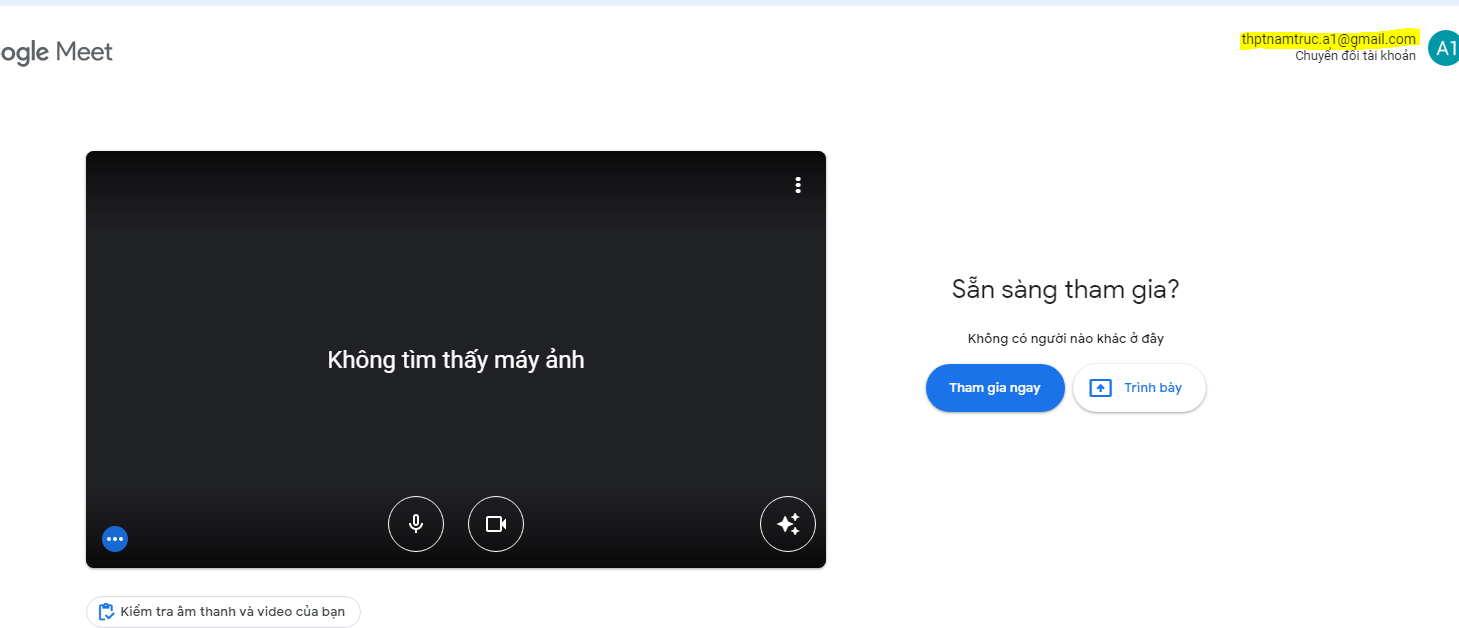 ogle Meet
thptnamtruc.a1@gmail.com
Chuyển đổi tài khoản
A1
Không tìm thấy máy ảnh
Sẵn sàng tham gia?
Không có người nào khác ở đây
Tham gia ngay
Trình bày
Kiểm tra âm thanh và video của bạn